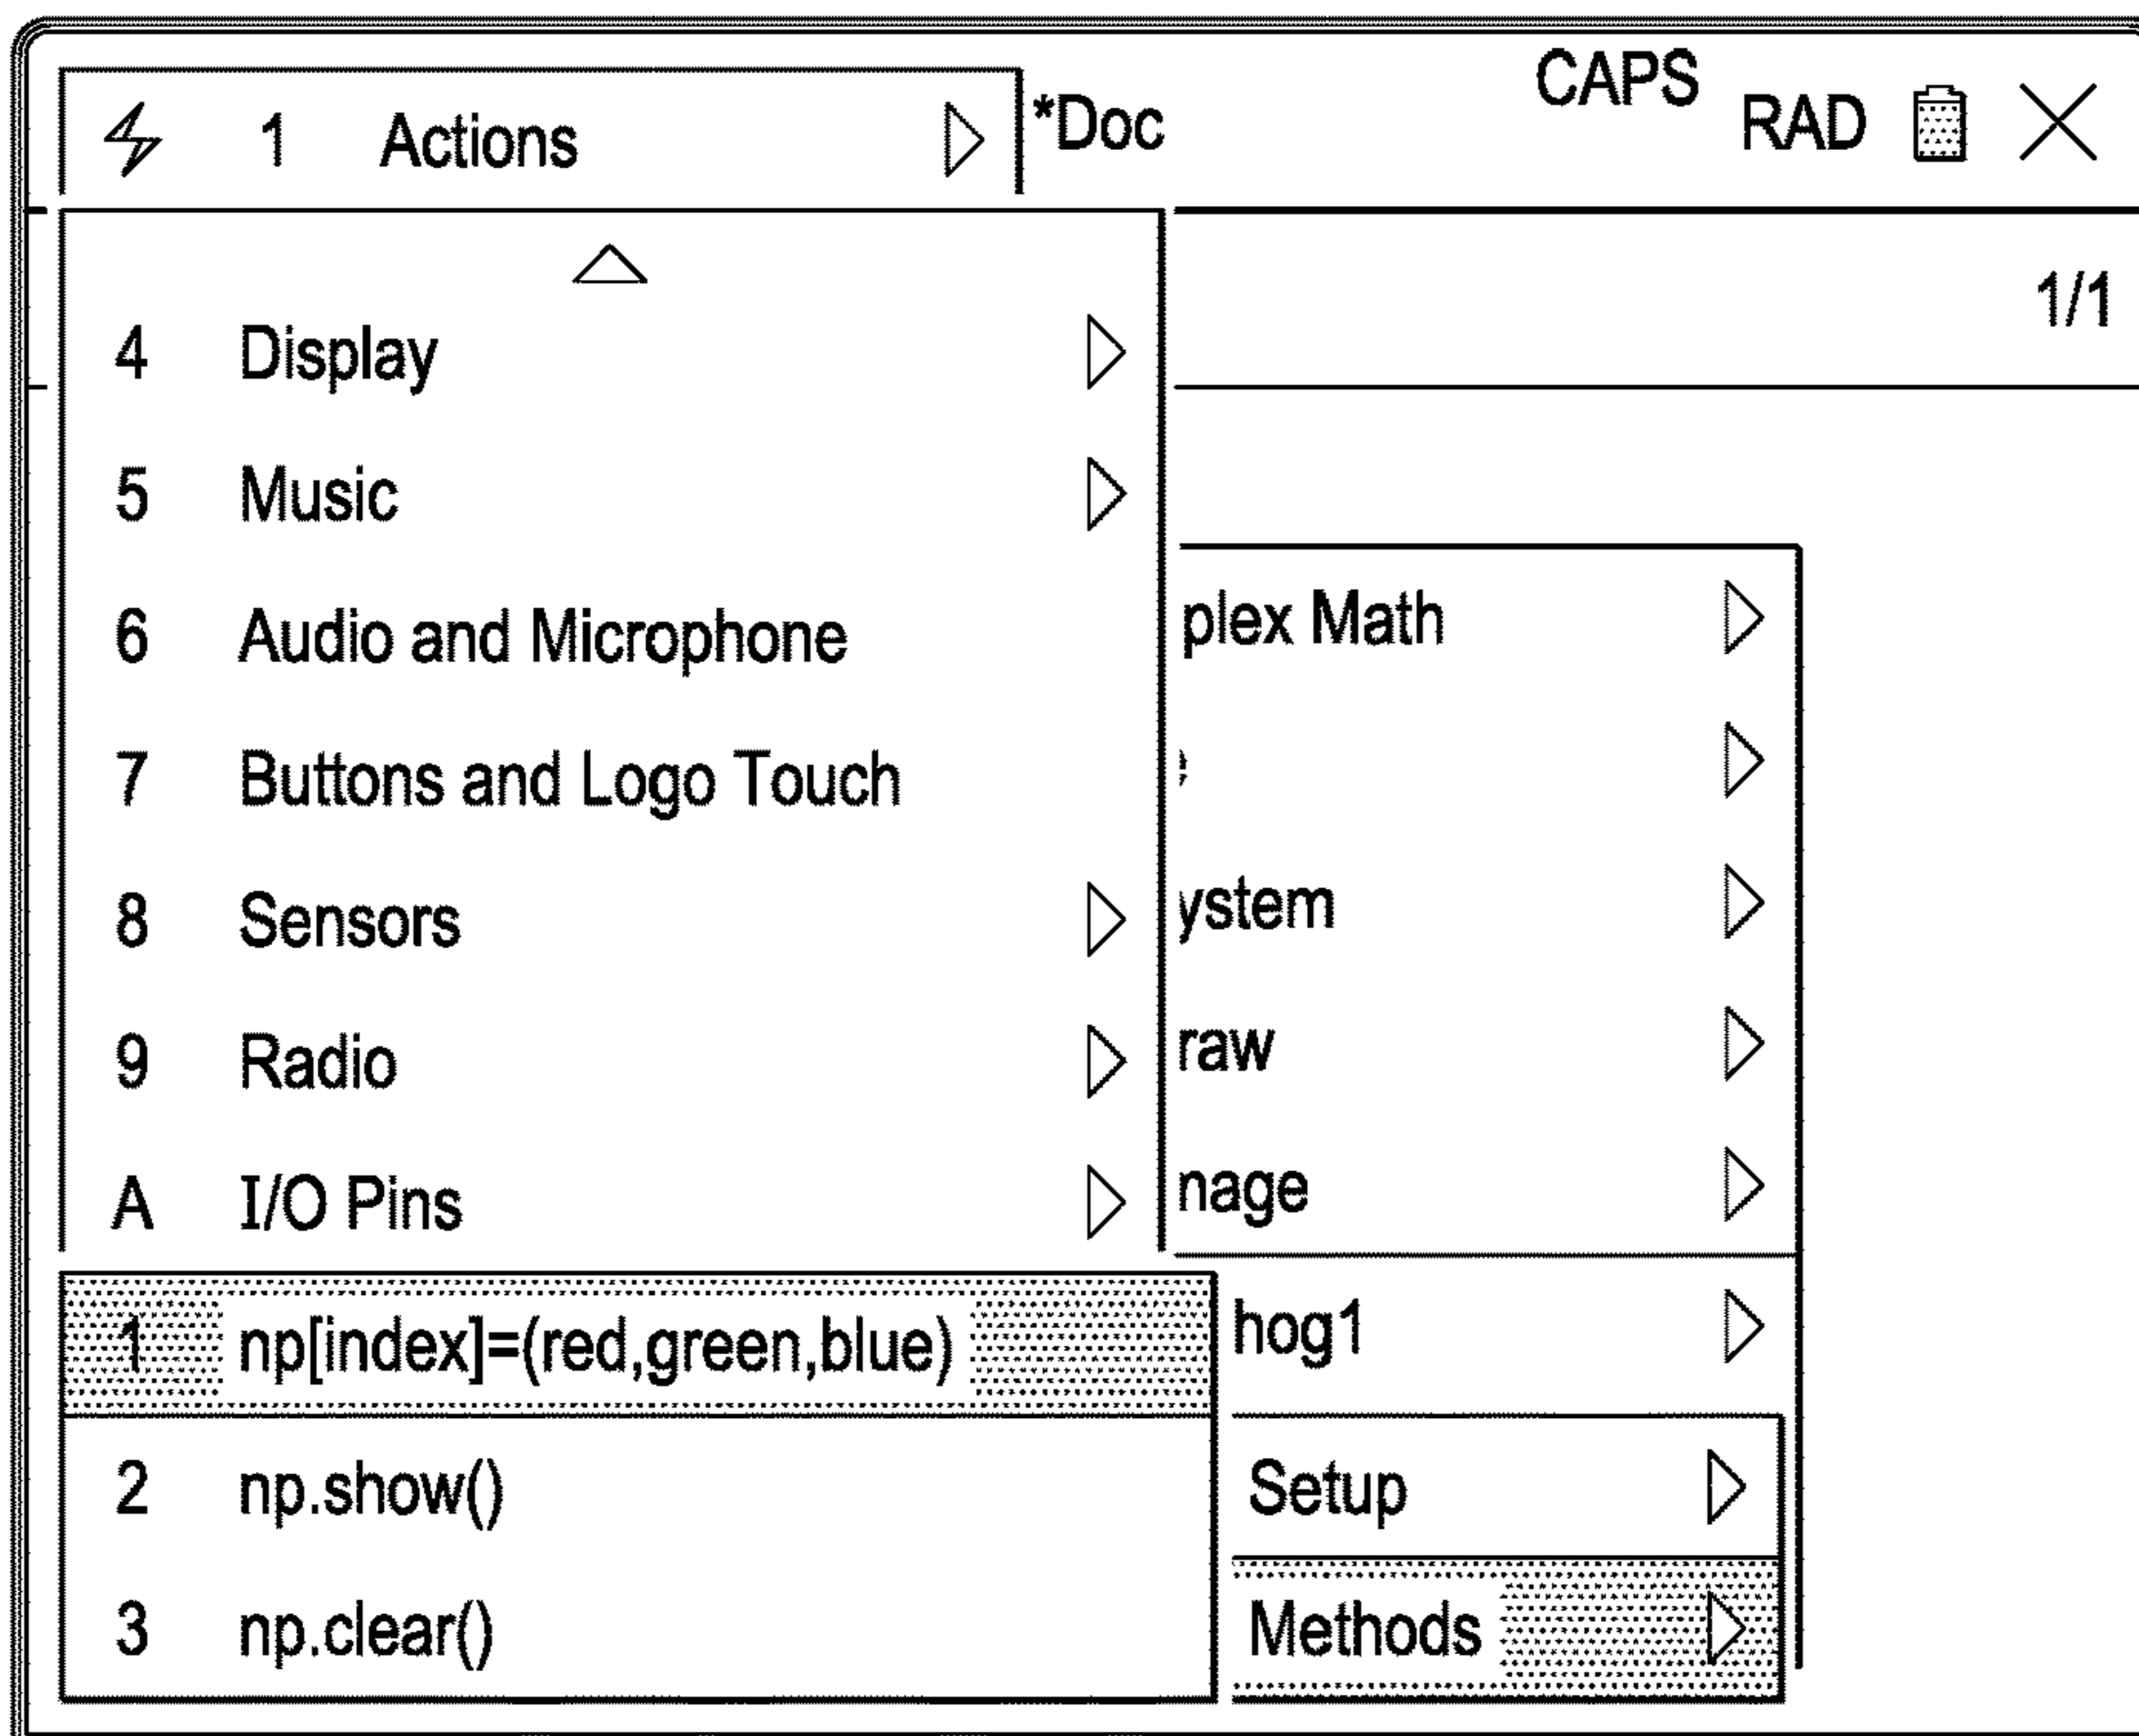 CAPS
1 Actions *Doc RAD
1/1
4 Display
5 Music
6 Audio and Microphone
7 Buttons and Logo Touch
8 Sensors
9 Radio
A I/O Pins
plex Math
ystem
raw
nage
hog1
1 np[index]=(red,green,blue)
2 np.show()
3 np.clear()
Setup
Methods